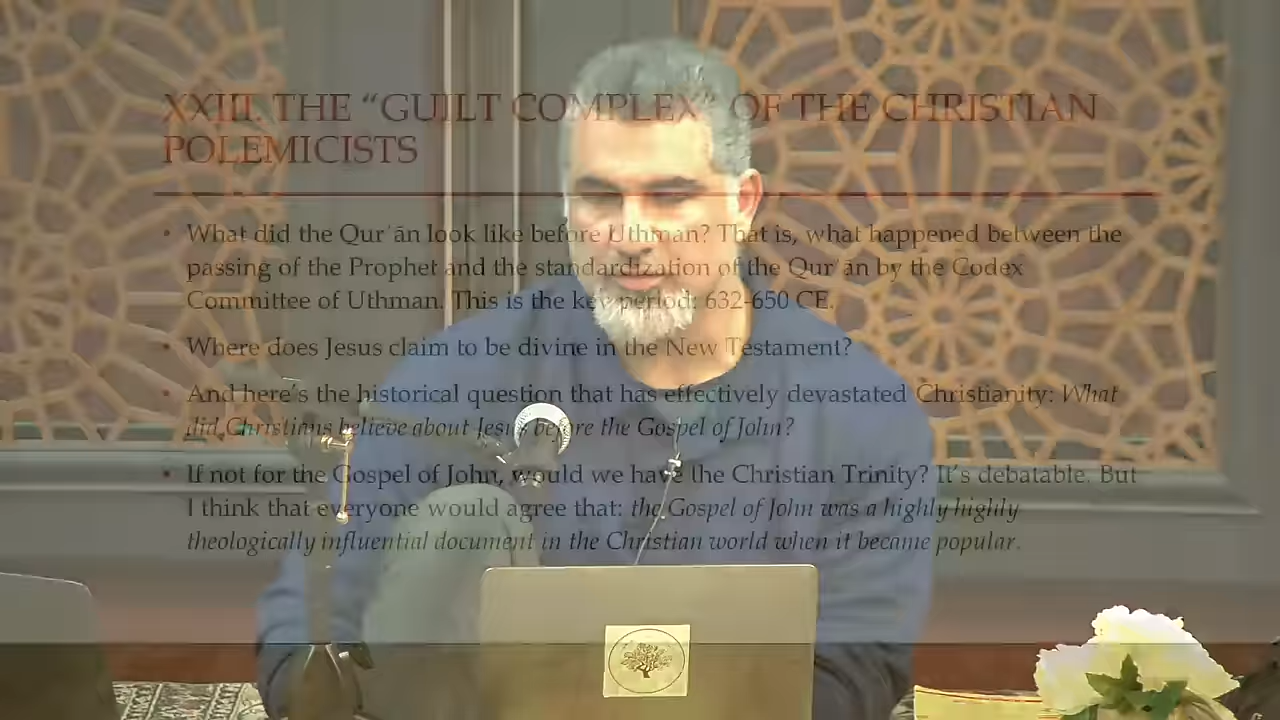 XXIII. THE “GUILT COMPLEX” OF THE CHRISTIAN
POLEMICISTS
• What did the Qurʾān look like before Uthman? That is, what happened between the
passing of the Prophet and the standardization of the Qurʾān by the Codex
Committee of Uthman. This is the key period: 632-650 CE.
• Where does Jesus claim to be divine in the New Testament?
• And here’s the historical question that has effectively devastated Christianity: What
did Christians believe about Jesus before the Gospel of John?
• If not for the Gospel of John, would we have the Christian Trinity? It’s debatable. But
I think that everyone would agree that: the Gospel of John was a highly highly
theologically influential document in the Christian world when it became popular.